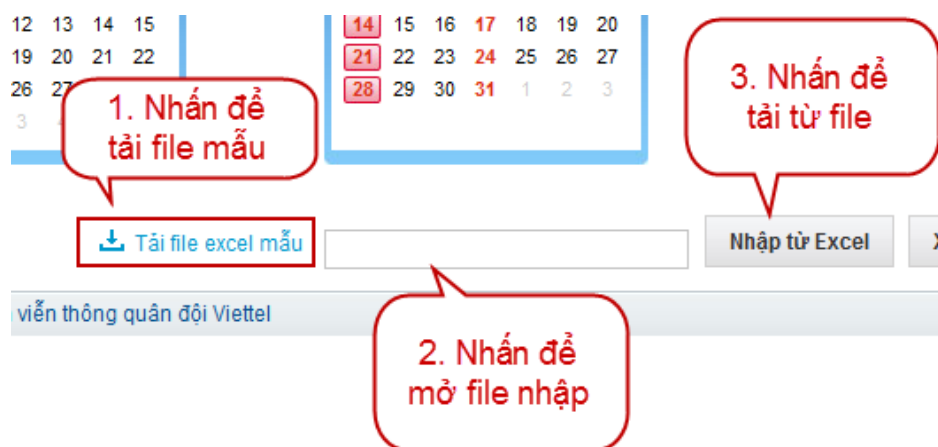 12 13 14 15
14 15 16 17 18 19 20
19 20 21 22
21 22 23 24 25 26 27
26 27
28 29 30 31 1 2 3
3
1. Nhấn để
tải file mẫu
3. Nhấn để
tải từ file
Tải file excel mẫu
Nhập từ Excel
X
viễn thông quân đội Viettel
2. Nhấn để
mở file nhập